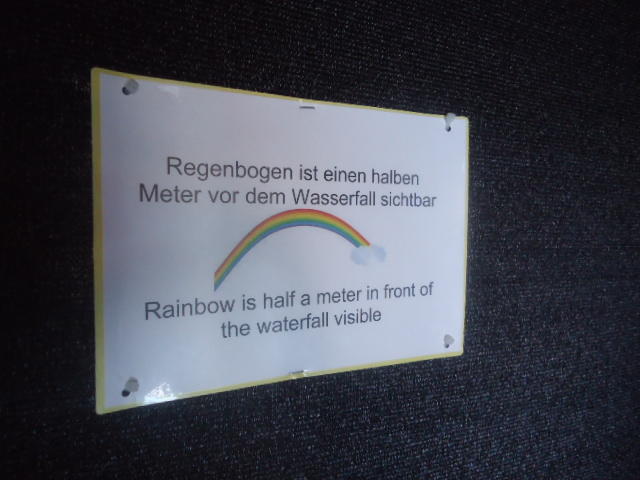 Regenbogen ist einen halben
Meter vor dem Wasserfall sichtbar
Rainbow is half a meter in front of
the waterfall visible